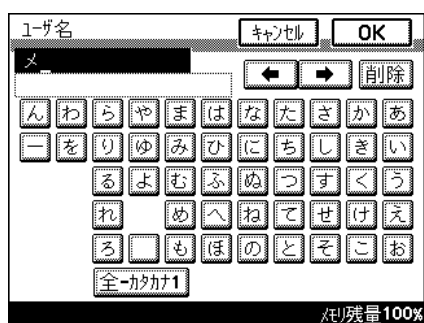 ユーザ名 キャンセル OK
メ
← → 削除
ん わ ら や ま は な た さ か あ
ー を り ゆ み ひ に ち し き い
る よ む ふ ぬ つ す く う
れ め へ ね て せ け え
ろ も ほ の と そ こ お
全-カタカナ1
メモリ残量100%